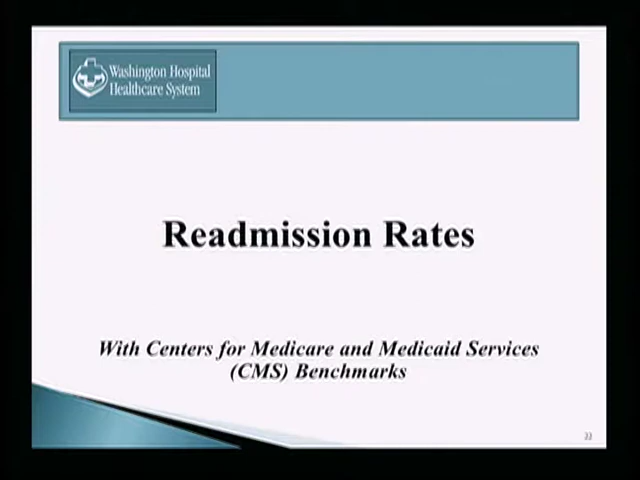 Washington Hospital
Healthcare System
Readmission Rates
With Centers for Medicare and Medicaid Services
(CMS) Benchmarks